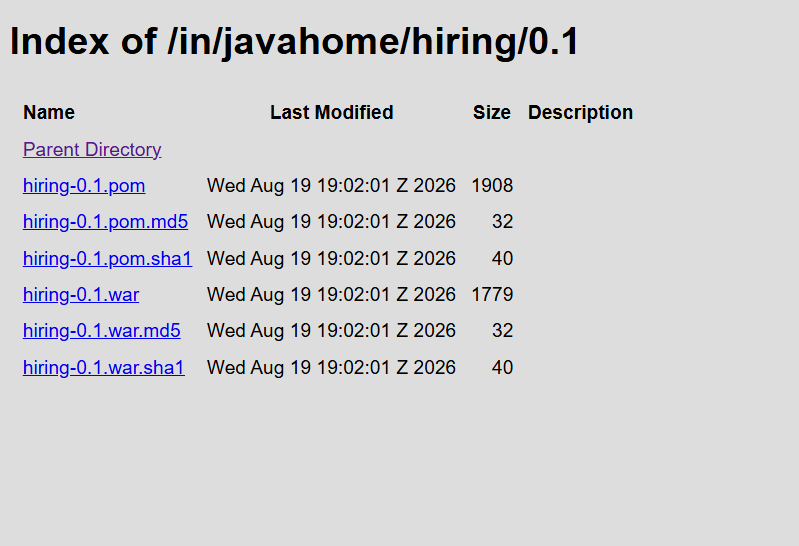 Index of /in/javahome/hiring/0.1
Name Last Modified Size Description
Parent Directory
hiring-0.1.pom Wed Aug 19 19:02:01 Z 2026 1908
hiring-0.1.pom.md5 Wed Aug 19 19:02:01 Z 2026 32
hiring-0.1.pom.sha1 Wed Aug 19 19:02:01 Z 2026 40
hiring-0.1.war Wed Aug 19 19:02:01 Z 2026 1779
hiring-0.1.war.md5 Wed Aug 19 19:02:01 Z 2026 32
hiring-0.1.war.sha1 Wed Aug 19 19:02:01 Z 2026 40